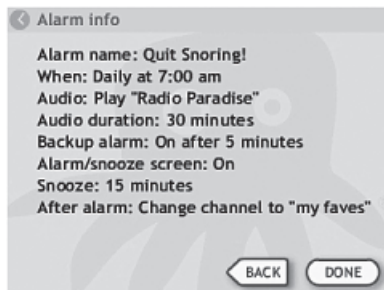 Alarm info
Alarm name: Quit Snoring!
When: Daily at 7:00 am
Audio: Play "Radio Paradise"
Audio duration: 30 minutes
Backup alarm: On after 5 minutes
Alarm/snooze screen: On
Snooze: 15 minutes
After alarm: Change channel to "my faves"
BACK
DONE